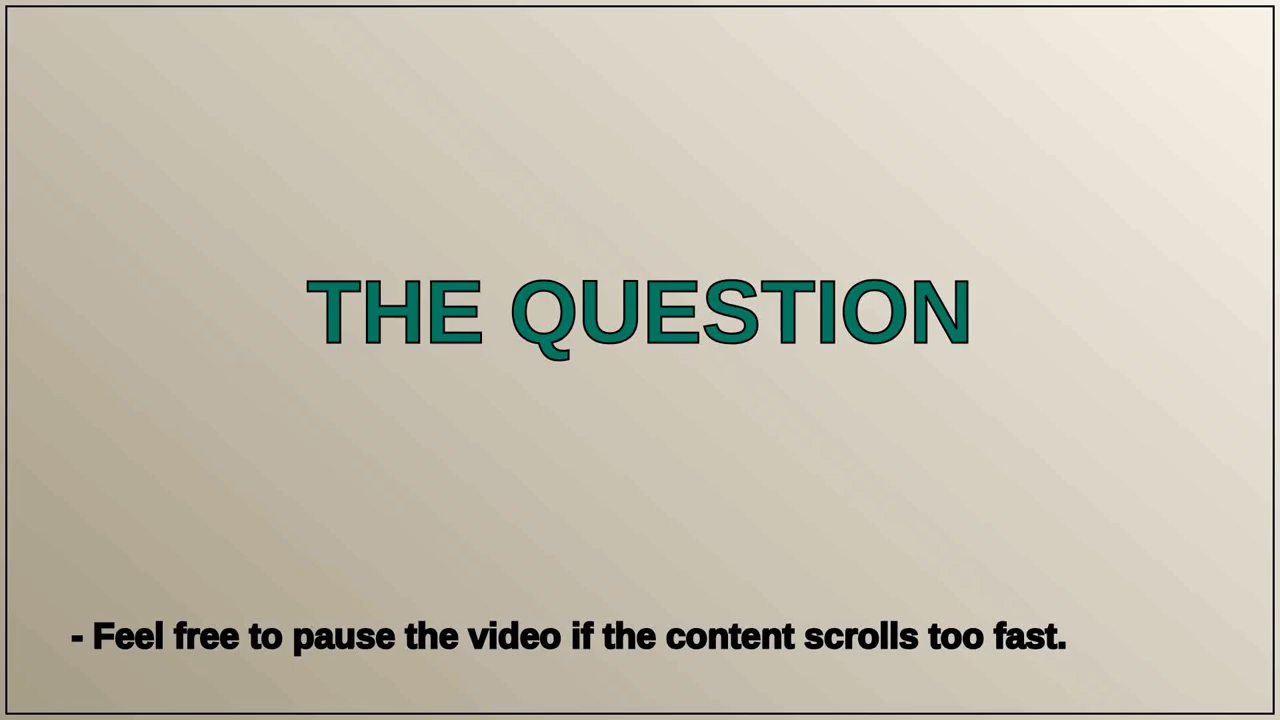 THE QUESTION
- Feel free to pause the video if the content scrolls too fast.